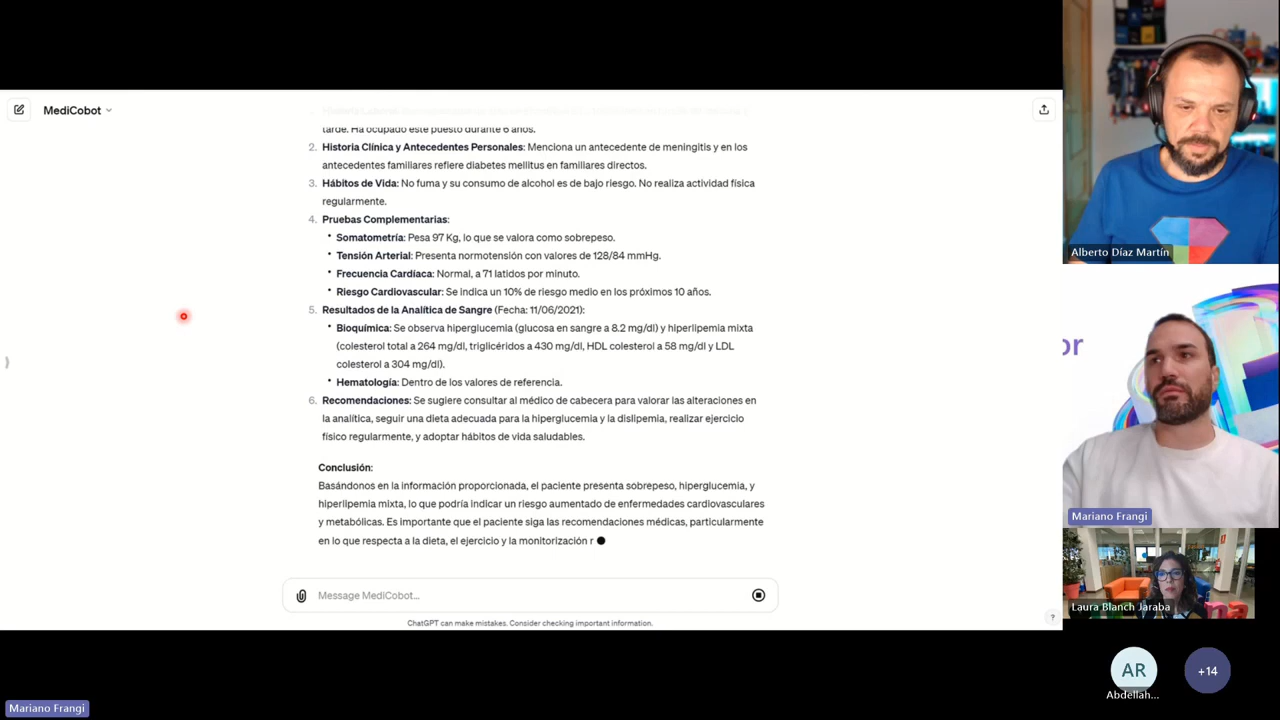 MediCobot
tarde. Ha ocupado este puesto durante 6 años.
2. Historia Clínica y Antecedentes Personales: Menciona un antecedente de meningitis y en los
antecedentes familiares refiere diabetes mellitus en familiares directos.
3. Hábitos de Vida: No fuma y su consumo de alcohol es de bajo riesgo. No realiza actividad física
regularmente.
4. Pruebas Complementarias:
• Somatometría: Pesa 97 Kg, lo que se valora como sobrepeso.
• Tensión Arterial: Presenta normotensión con valores de 128/84 mmHg.
• Frecuencia Cardíaca: Normal, a 71 latidos por minuto.
• Riesgo Cardiovascular: Se indica un 10% de riesgo medio en los próximos 10 años.
5. Resultados de la Analítica de Sangre (Fecha: 11/06/2021):
• Bioquímica: Se observa hiperglucemia (glucosa en sangre a 8.2 mg/dl) y hiperlipemia mixta
(colesterol total a 264 mg/dl, triglicéridos a 430 mg/dl, HDL colesterol a 58 mg/dl y LDL
colesterol a 304 mg/dl).
• Hematología: Dentro de los valores de referencia.
6. Recomendaciones: Se sugiere consultar al médico de cabecera para valorar las alteraciones en
la analítica, seguir una dieta adecuada para la hiperglucemia y la dislipemia, realizar ejercicio
físico regularmente, y adoptar hábitos de vida saludables.
Conclusión:
Basándonos en la información proporcionada, el paciente presenta sobrepeso, hiperglucemia, y
hiperlipemia mixta, lo que podría indicar un riesgo aumentado de enfermedades cardiovasculares
y metabólicas. Es importante que el paciente siga las recomendaciones médicas, particularmente
en lo que respecta a la dieta, el ejercicio y la monitorización r
Message MediCobot...
ChatGPT can make mistakes. Consider checking important information.
?
Alberto Díaz Martín
or
Mariano Frangi
Laura Blanch Jaraba
AR
Abdellah...
+14
Mariano Frangi